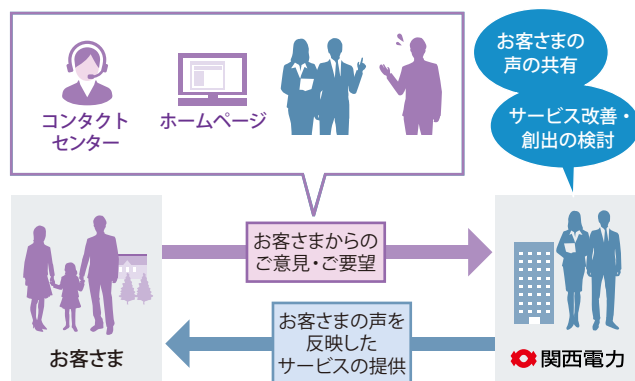 コンタクト
センター
ホームページ
お客さまの
声の共有
サービス改善・
創出の検討
お客さまからの
ご意見・ご要望
お客さまの声を
反映した
サービスの提供
お客さま
関西電力